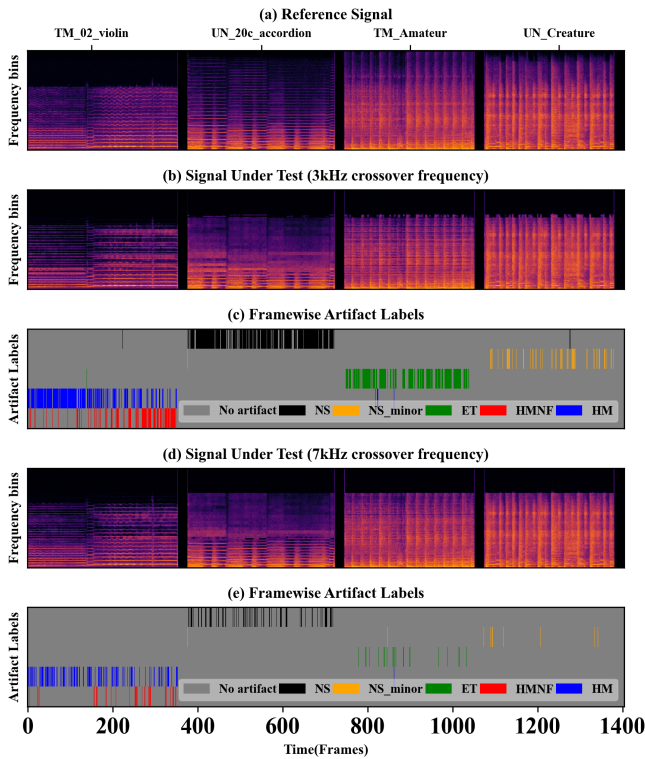 (a) Reference Signal
TM_02_violin UN_20c_accordion TM_Amateur UN_Creature
Frequency bins
(b) Signal Under Test (3kHz crossover frequency)
Frequency bins
(c) Framewise Artifact Labels
Artifact Labels
No artifact NS NS_minor ET HMNF HM
(d) Signal Under Test (7kHz crossover frequency)
Frequency bins
(e) Framewise Artifact Labels
Artifact Labels
No artifact NS NS_minor ET HMNF HM
0 200 400 600 800 1000 1200 1400
Time(Frames)